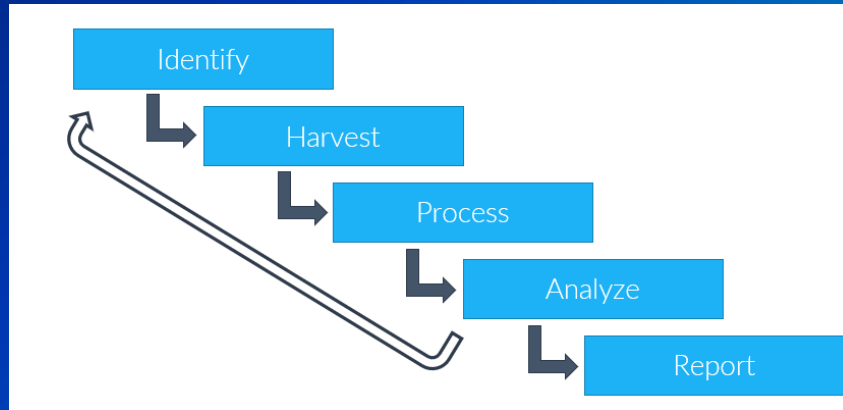 Identify
Harvest
Process
Analyze
Report